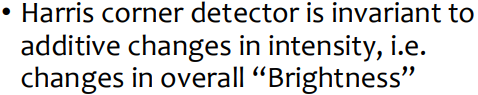 • Harris corner detector is invariant to
additive changes in intensity, i.e.
changes in overall “Brightness”